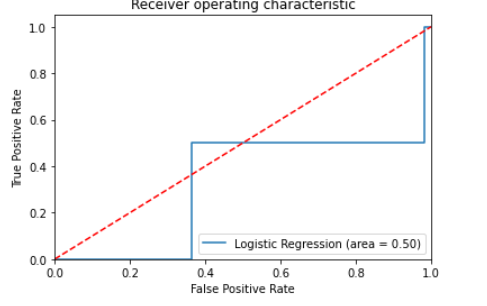 Receiver operating characteristic
1.0
0.8
0.6
0.4
0.2
0.0
True Positive Rate
Logistic Regression (area = 0.50)
0.0 0.2 0.4 0.6 0.8 1.0
False Positive Rate